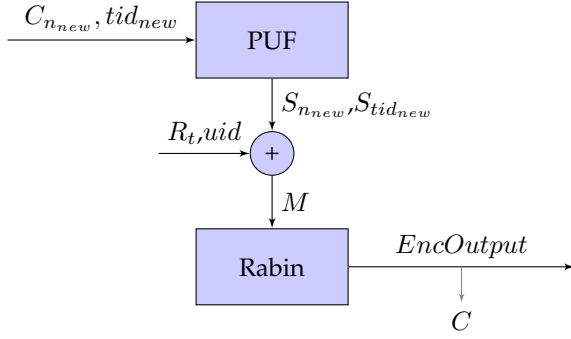 C_{n_{new}}, tid_{new}
PUF
S_{n_{new}},S_{tid_{new}}
R_t,uid
+
M
EncOutput
Rabin
C